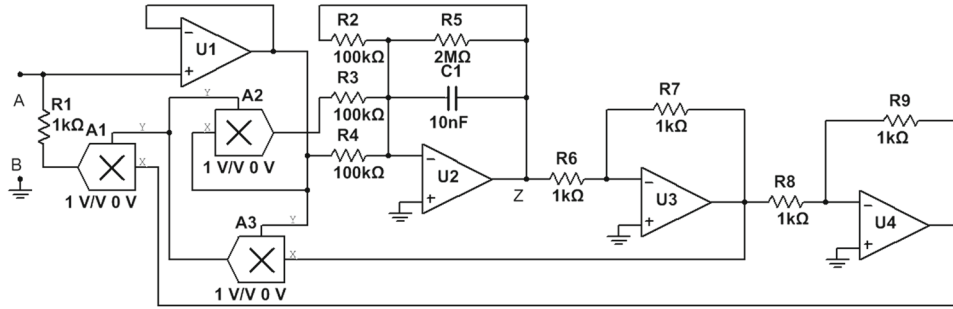 R2
100kΩ
R5
2MΩ
C1
10nF
−
+
U1
A
R1
1kΩ
B
A1
Y
X
1 V/V 0 V
Y
A2
X
1 V/V 0 V
R3
100kΩ
R4
100kΩ
−
+
U2
Z
A3
Y
X
1 V/V 0 V
R6
1kΩ
R7
1kΩ
−
+
U3
R8
1kΩ
R9
1kΩ
−
+
U4